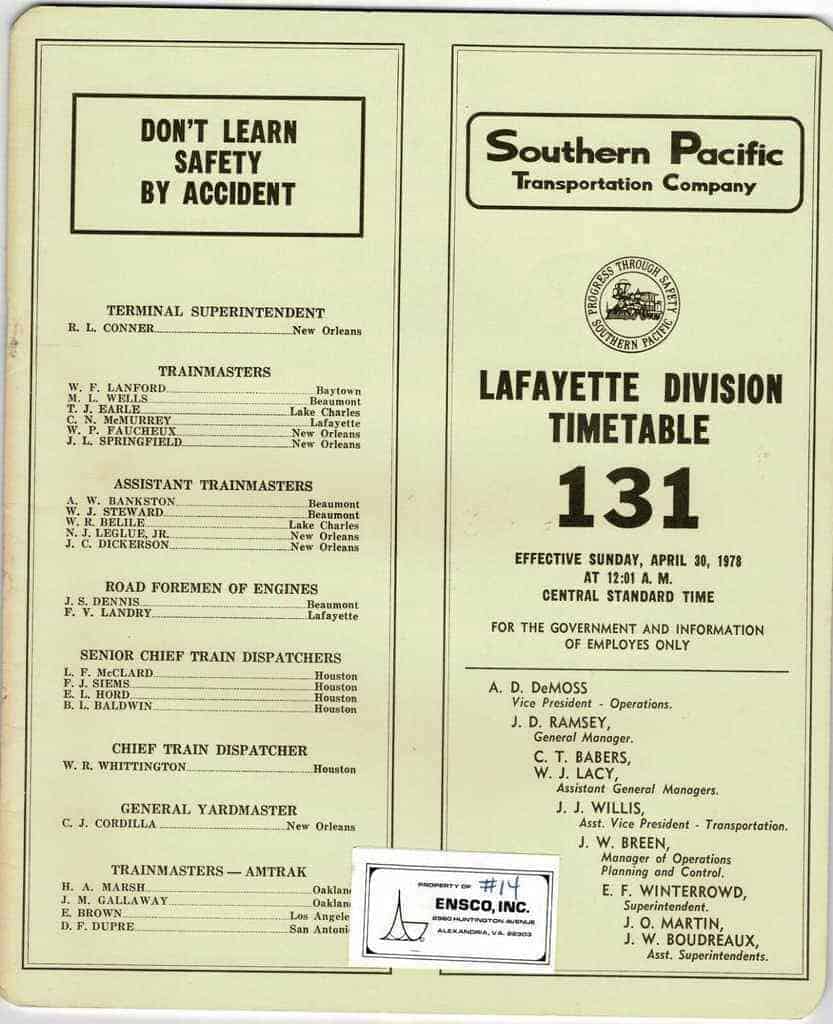 DON'T LEARN
SAFETY
BY ACCIDENT
TERMINAL SUPERINTENDENT
R. L. CONNER New Orleans
TRAINMASTERS
W. F. LANFORD Baytown
M. L. WELLS Beaumont
T. J. EARLE Lake Charles
C. N. McMURREY Lafayette
W. P. FAUCHEUX New Orleans
J. L. SPRINGFIELD New Orleans
ASSISTANT TRAINMASTERS
A. W. BANKSTON Beaumont
W. J. STEWARD Beaumont
W. R. BELILE Lake Charles
N. J. LEGLUE, JR. New Orleans
J. C. DICKERSON New Orleans
ROAD FOREMEN OF ENGINES
J. S. DENNIS Beaumont
F. V. LANDRY Lafayette
SENIOR CHIEF TRAIN DISPATCHERS
L. F. McCLARD Houston
F. J. SIEMS Houston
E. L. HORD Houston
B. L. BALDWIN Houston
CHIEF TRAIN DISPATCHER
W. R. WHITTINGTON Houston
GENERAL YARDMASTER
C. J. CORDILLA New Orleans
TRAINMASTERS — AMTRAK
H. A. MARSH Oaklan
J. M. GALLAWAY Oaklan
E. BROWN Los Angele
D. F. DUPRE San Antoni
PROPERTY OF #14
ENSCO, INC.
HUNTINGTON AVENUE
ALEXANDRIA, VA. 22303
Southern Pacific
Transportation Company
PROGRESS THROUGH SAFETY
SOUTHERN PACIFIC
LAFAYETTE DIVISION
TIMETABLE
131
EFFECTIVE SUNDAY, APRIL 30, 1978
AT 12:01 A. M.
CENTRAL STANDARD TIME
FOR THE GOVERNMENT AND INFORMATION
OF EMPLOYES ONLY
A. D. DeMOSS
Vice President - Operations.
J. D. RAMSEY,
General Manager.
C. T. BABERS,
W. J. LACY,
Assistant General Managers.
J. J. WILLIS,
Asst. Vice President - Transportation.
J. W. BREEN,
Manager of Operations
Planning and Control.
E. F. WINTERROWD,
Superintendent.
J. O. MARTIN,
J. W. BOUDREAUX,
Asst. Superintendents.